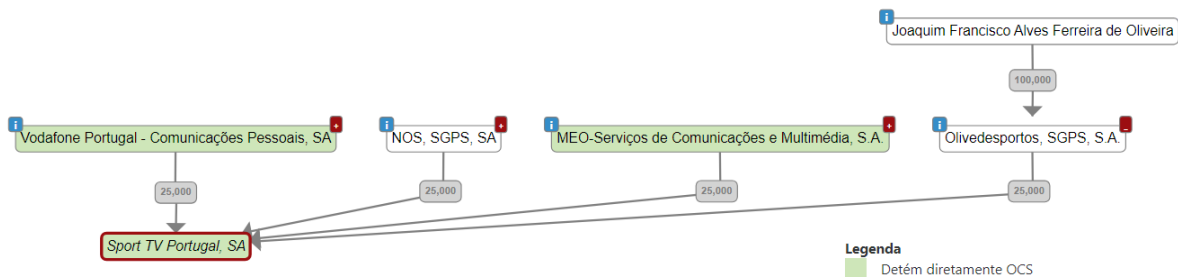 Joaquim Francisco Alves Ferreira de Oliveira
100,000
Vodafone Portugal - Comunicações Pessoais, SA
NOS, SGPS, SA
MEO-Serviços de Comunicações e Multimédia, S.A.
Olivedesportos, SGPS, S.A.
25,000
25,000
25,000
25,000
Sport TV Portugal, SA
Legenda
Detém diretamente OCS